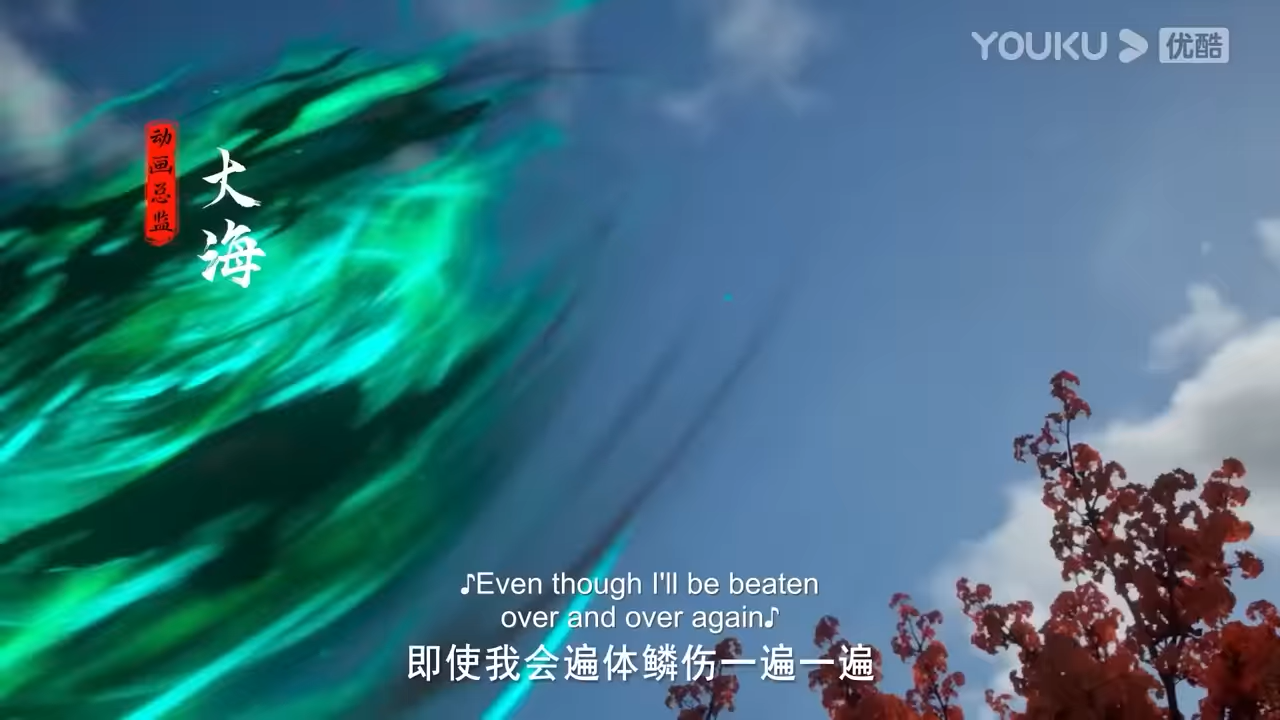 YOUKU 优酷
动画总监
大海
♪Even though I'll be beaten
over and over again♪
即使我会遍体鳞伤一遍一遍